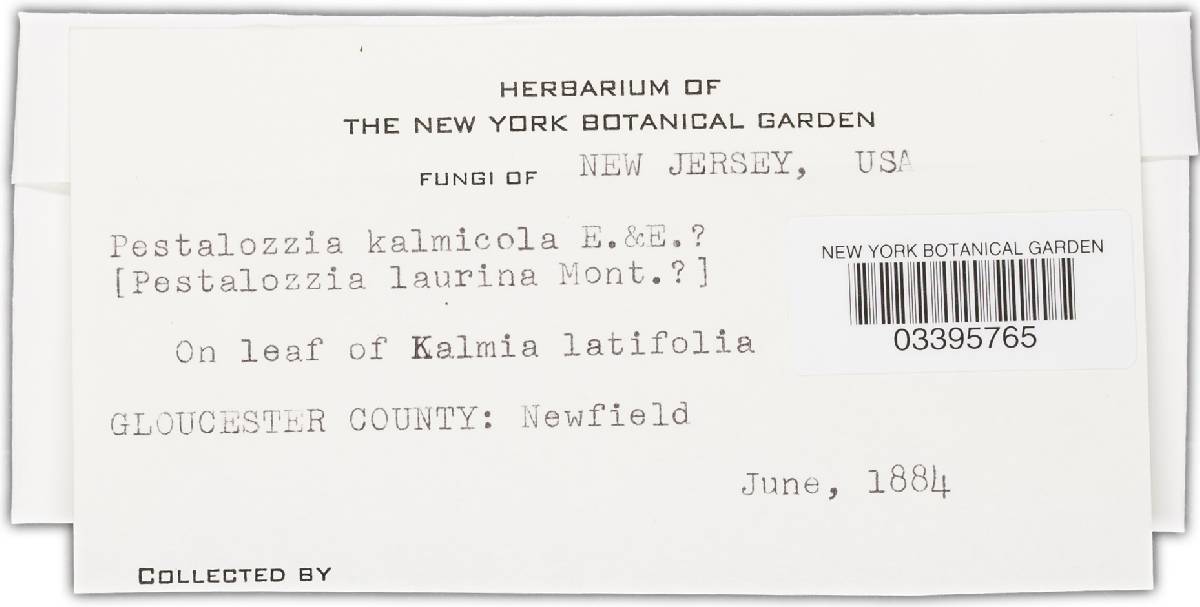 HERBARIUM OF
THE NEW YORK BOTANICAL GARDEN
FUNGI OF NEW JERSEY, USA
Pestalozzia kalmicola E.&E.?
[Pestalozzia laurina Mont.?]
NEW YORK BOTANICAL GARDEN
03395765
On leaf of Kalmia latifolia
GLOUCESTER COUNTY: Newfield
June, 1884
COLLECTED BY